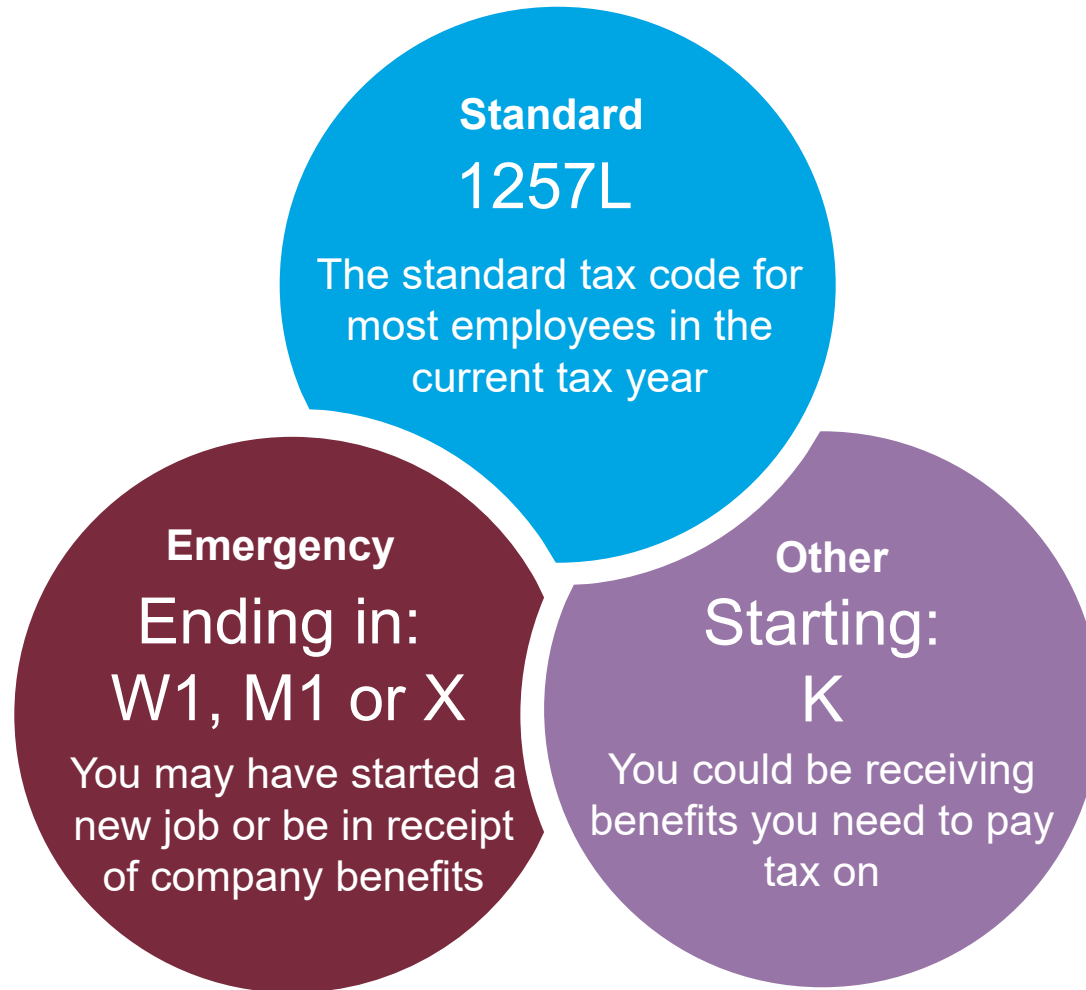 Standard
1257L
The standard tax code for
most employees in the
current tax year
Emergency
Ending in:
W1, M1 or X
You may have started a
new job or be in receipt
of company benefits
Other
Starting:
K
You could be receiving
benefits you need to pay
tax on